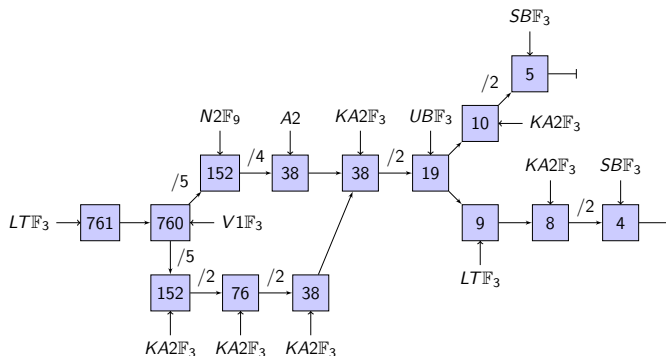 SB𝔽₃
5
/2
N2𝔽₉ A2 KA2𝔽₃ UB𝔽₃ 10 KA2𝔽₃
/5 152 /4 38 38 /2 19 KA2𝔽₃ SB𝔽₃
LT𝔽₃ 761 760 V1𝔽₃ 9 8 /2 4
/5
152 /2 76 /2 38 LT𝔽₃
KA2𝔽₃ KA2𝔽₃ KA2𝔽₃